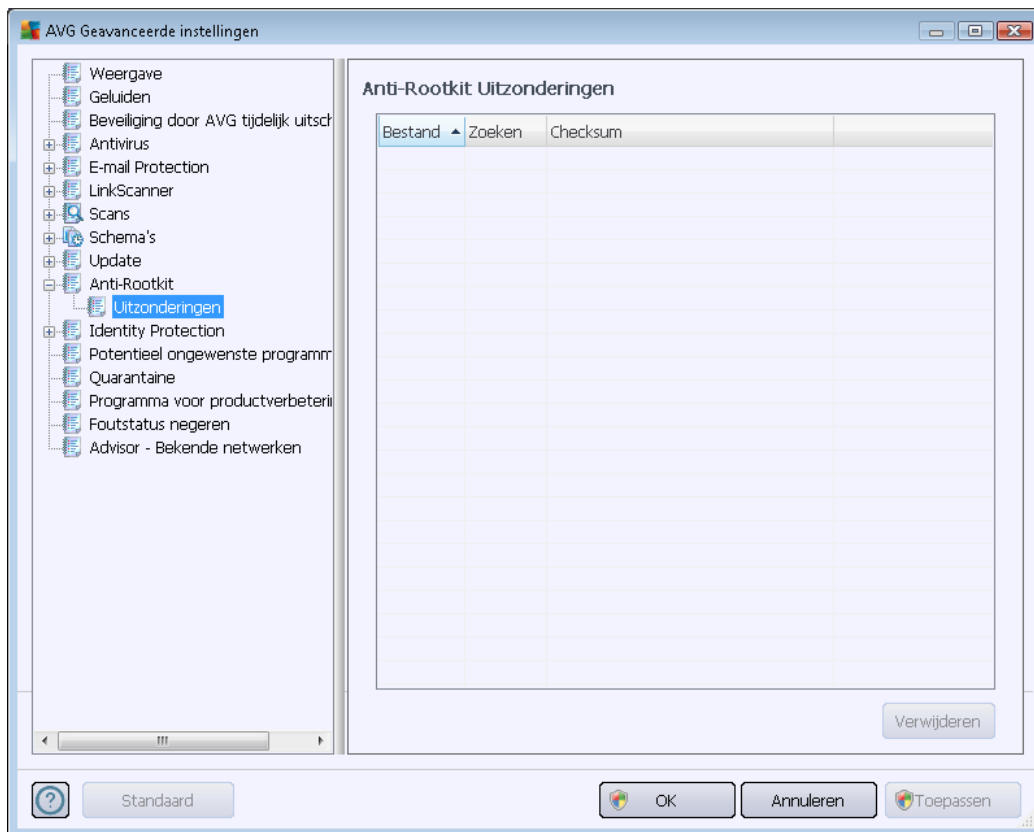 AVG Geavanceerde instellingen
Weergave
Geluiden
Beveiliging door AVG tijdelijk uitsch
Antivirus
E-mail Protection
LinkScanner
Scans
Schema's
Update
Anti-Rootkit
Uitzonderingen
Identity Protection
Potentieel ongewenste programm
Quarantaine
Programma voor productverbeterin
Foutstatus negeren
Advisor - Bekende netwerken
Anti-Rootkit Uitzonderingen
Bestand Zoeken Checksum
Verwijderen
Standaard OK Annuleren Toepassen